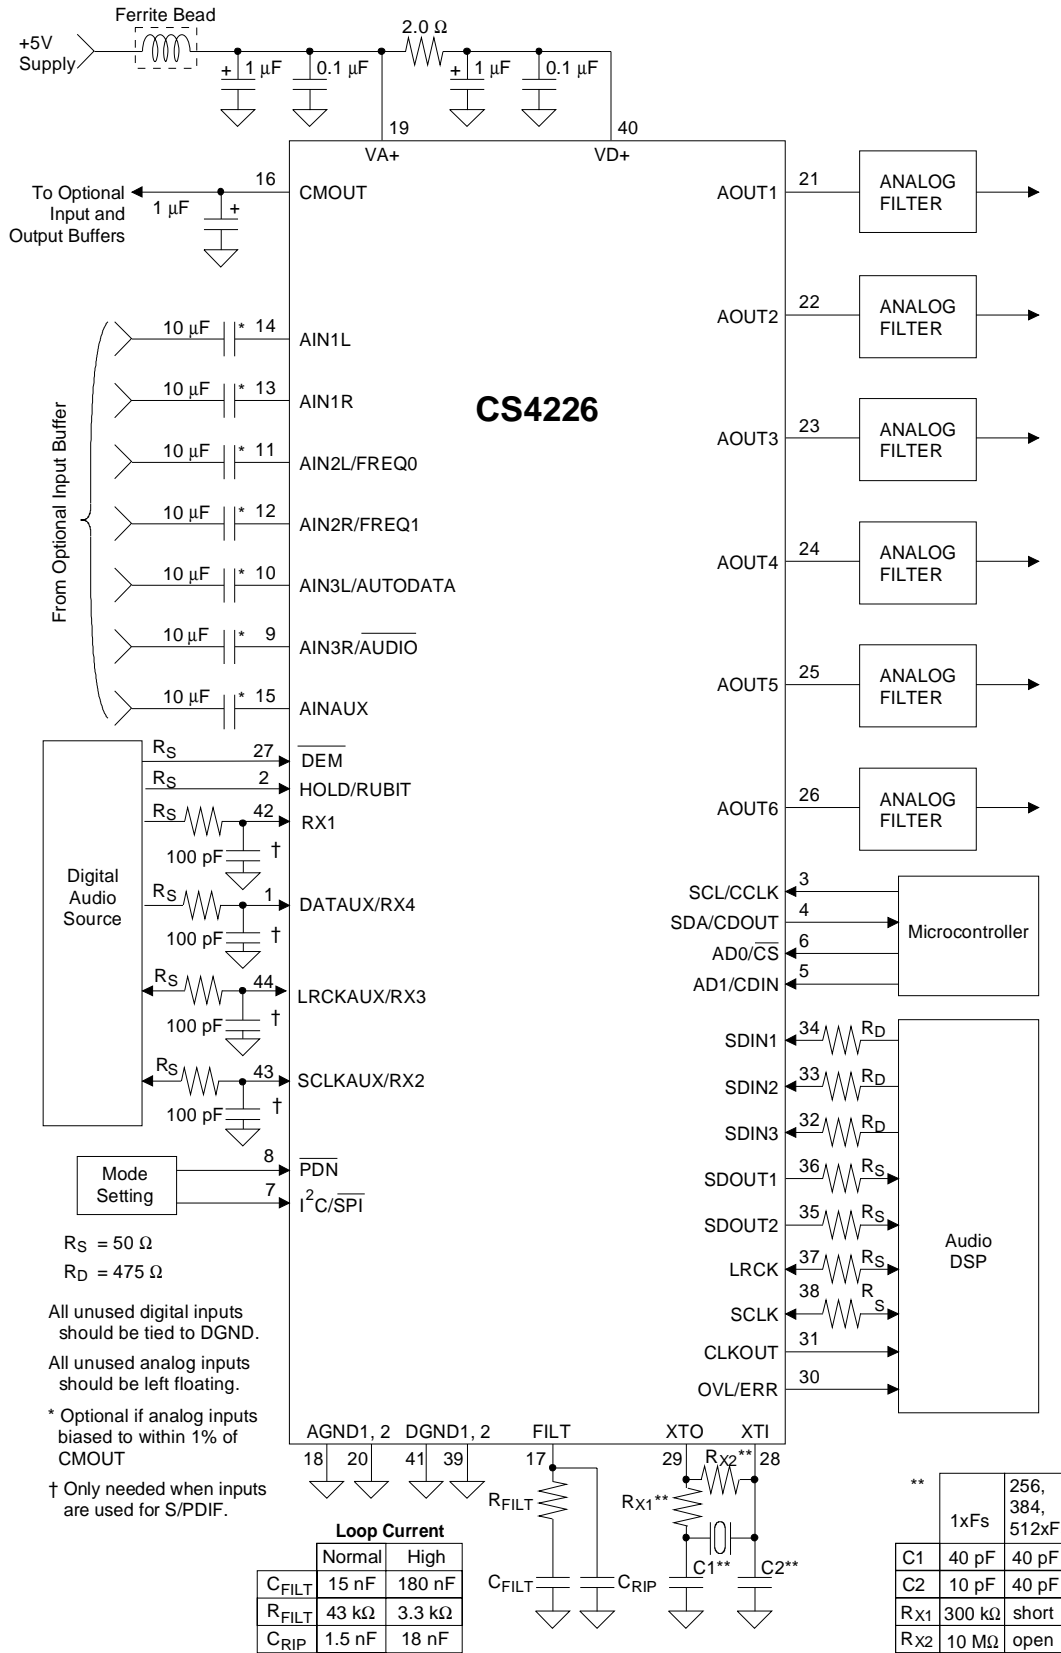 Ferrite Bead
+5V
Supply
2.0 Ω
+ 1 µF
0.1 µF
+ 1 µF
0.1 µF
19
40
VA+
VD+
To Optional
Input and
Output Buffers
16
CMOUT
1 µF +
From Optional Input Buffer
10 µF * 14 AIN1L
10 µF * 13 AIN1R
10 µF * 11 AIN2L/FREQ0
10 µF * 12 AIN2R/FREQ1
10 µF * 10 AIN3L/AUTODATA
10 µF * 9 AIN3R/AUDIO
10 µF * 15 AINAUX
CS4226
AOUT1 21 ANALOG
FILTER
AOUT2 22 ANALOG
FILTER
AOUT3 23 ANALOG
FILTER
AOUT4 24 ANALOG
FILTER
AOUT5 25 ANALOG
FILTER
AOUT6 26 ANALOG
FILTER
Digital
Audio
Source
RS 27 DEM
RS 2 HOLD/RUBIT
RS 42 RX1
100 pF †
RS 1 DATAUX/RX4
100 pF †
RS 44 LRCKAUX/RX3
100 pF †
RS 43 SCLKAUX/RX2
100 pF †
Mode
Setting
8 PDN
7 I2C/SPI
SCL/CCLK 3
SDA/CDOUT 4
AD0/CS 6
AD1/CDIN 5
Microcontroller
SDIN1 34 RD
SDIN2 33 RD
SDIN3 32 RD
SDOUT1 36 RS
SDOUT2 35 RS
LRCK 37 RS
SCLK 38 RS
CLKOUT 31
OVL/ERR 30
Audio
DSP
RS = 50 Ω
RD = 475 Ω
All unused digital inputs
should be tied to DGND.
All unused analog inputs
should be left floating.
* Optional if analog inputs
biased to within 1% of
CMOUT
† Only needed when inputs
are used for S/PDIF.
AGND1, 2 DGND1, 2 FILT XTO XTI
18 20 41 39 17 29 28
RX2**
RFILT
RX1**
C1** C2**
CFILT
CRIP
Loop Current
Normal High
CFILT 15 nF 180 nF
RFILT 43 kΩ 3.3 kΩ
CRIP 1.5 nF 18 nF
** 1xFs 256,
384,
512xF
C1 40 pF 40 pF
C2 10 pF 40 pF
RX1 300 kΩ short
RX2 10 MΩ open